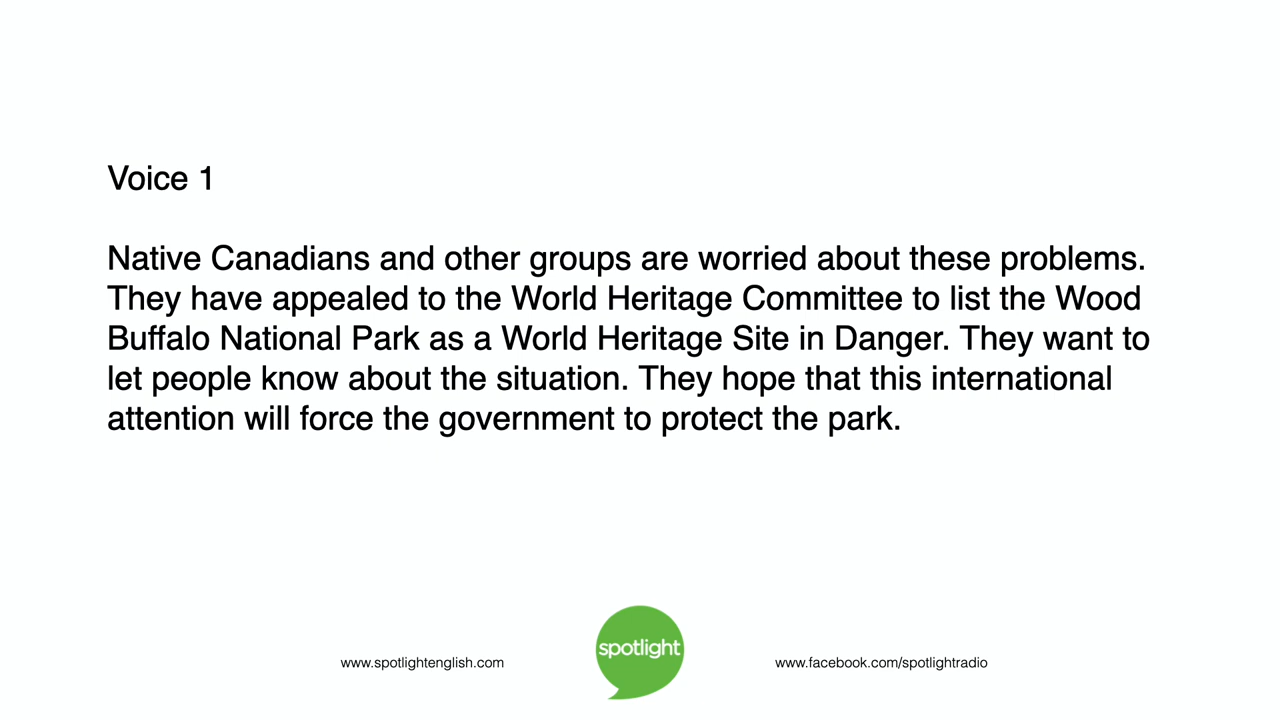 Voice 1
Native Canadians and other groups are worried about these problems.
They have appealed to the World Heritage Committee to list the Wood
Buffalo National Park as a World Heritage Site in Danger. They want to
let people know about the situation. They hope that this international
attention will force the government to protect the park.
www.spotlightenglish.com
spotlight
www.facebook.com/spotlightradio